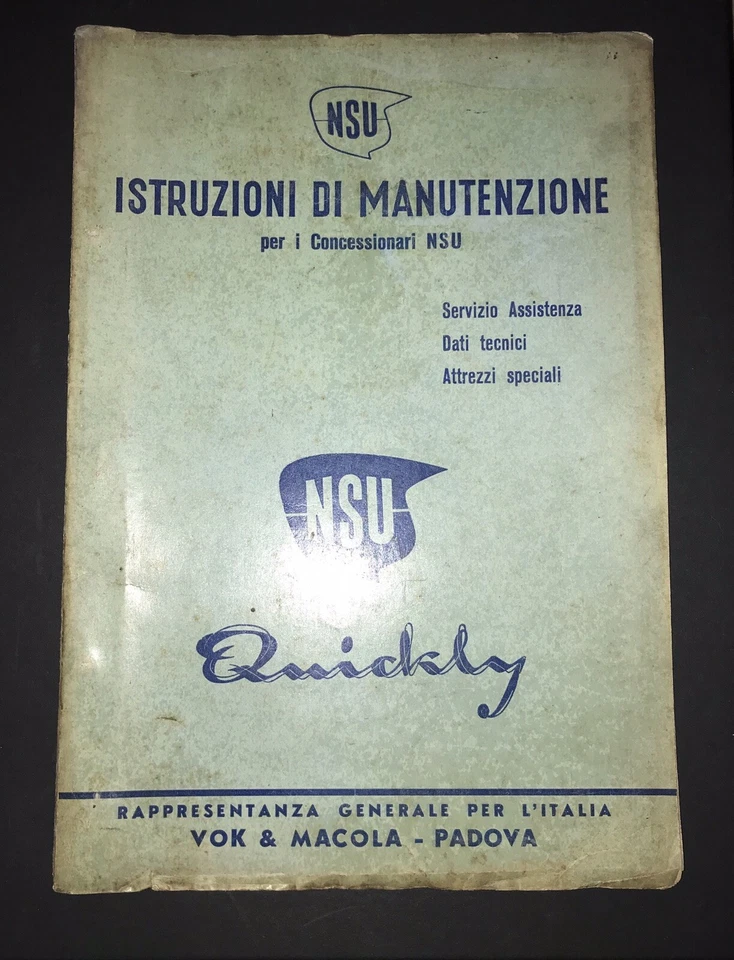 NSU
ISTRUZIONI DI MANUTENZIONE
per i Concessionari NSU
Servizio Assistenza
Dati tecnici
Attrezzi speciali
NSU
Quickly
RAPPRESENTANZA GENERALE PER L'ITALIA
VOK & MACOLA - PADOVA